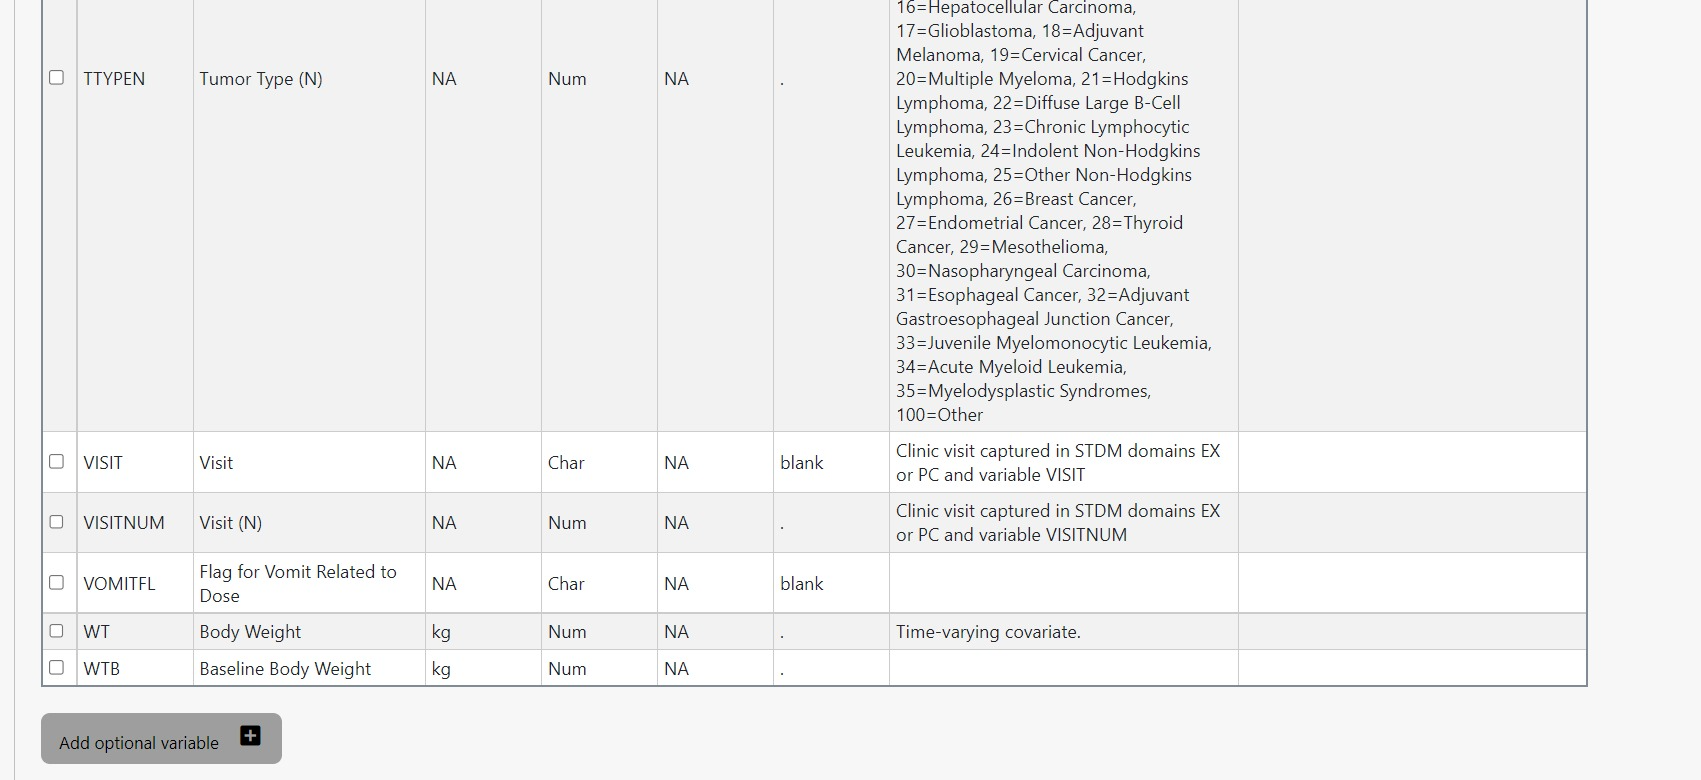 16=Hepatocellular Carcinoma,
17=Glioblastoma, 18=Adjuvant
Melanoma, 19=Cervical Cancer,
TTYPEN Tumor Type (N) NA Num NA . 20=Multiple Myeloma, 21=Hodgkins
Lymphoma, 22=Diffuse Large B-Cell
Lymphoma, 23=Chronic Lymphocytic
Leukemia, 24=Indolent Non-Hodgkins
Lymphoma, 25=Other Non-Hodgkins
Lymphoma, 26=Breast Cancer,
27=Endometrial Cancer, 28=Thyroid
Cancer, 29=Mesothelioma,
30=Nasopharyngeal Carcinoma,
31=Esophageal Cancer, 32=Adjuvant
Gastroesophageal Junction Cancer,
33=Juvenile Myelomonocytic Leukemia,
34=Acute Myeloid Leukemia,
35=Myelodysplastic Syndromes,
100=Other
VISIT Visit NA Char NA blank Clinic visit captured in STDM domains EX
or PC and variable VISIT
VISITNUM Visit (N) NA Num NA . Clinic visit captured in STDM domains EX
or PC and variable VISITNUM
VOMITFL Flag for Vomit Related to
Dose NA Char NA blank
WT Body Weight kg Num NA . Time-varying covariate.
WTB Baseline Body Weight kg Num NA .
Add optional variable